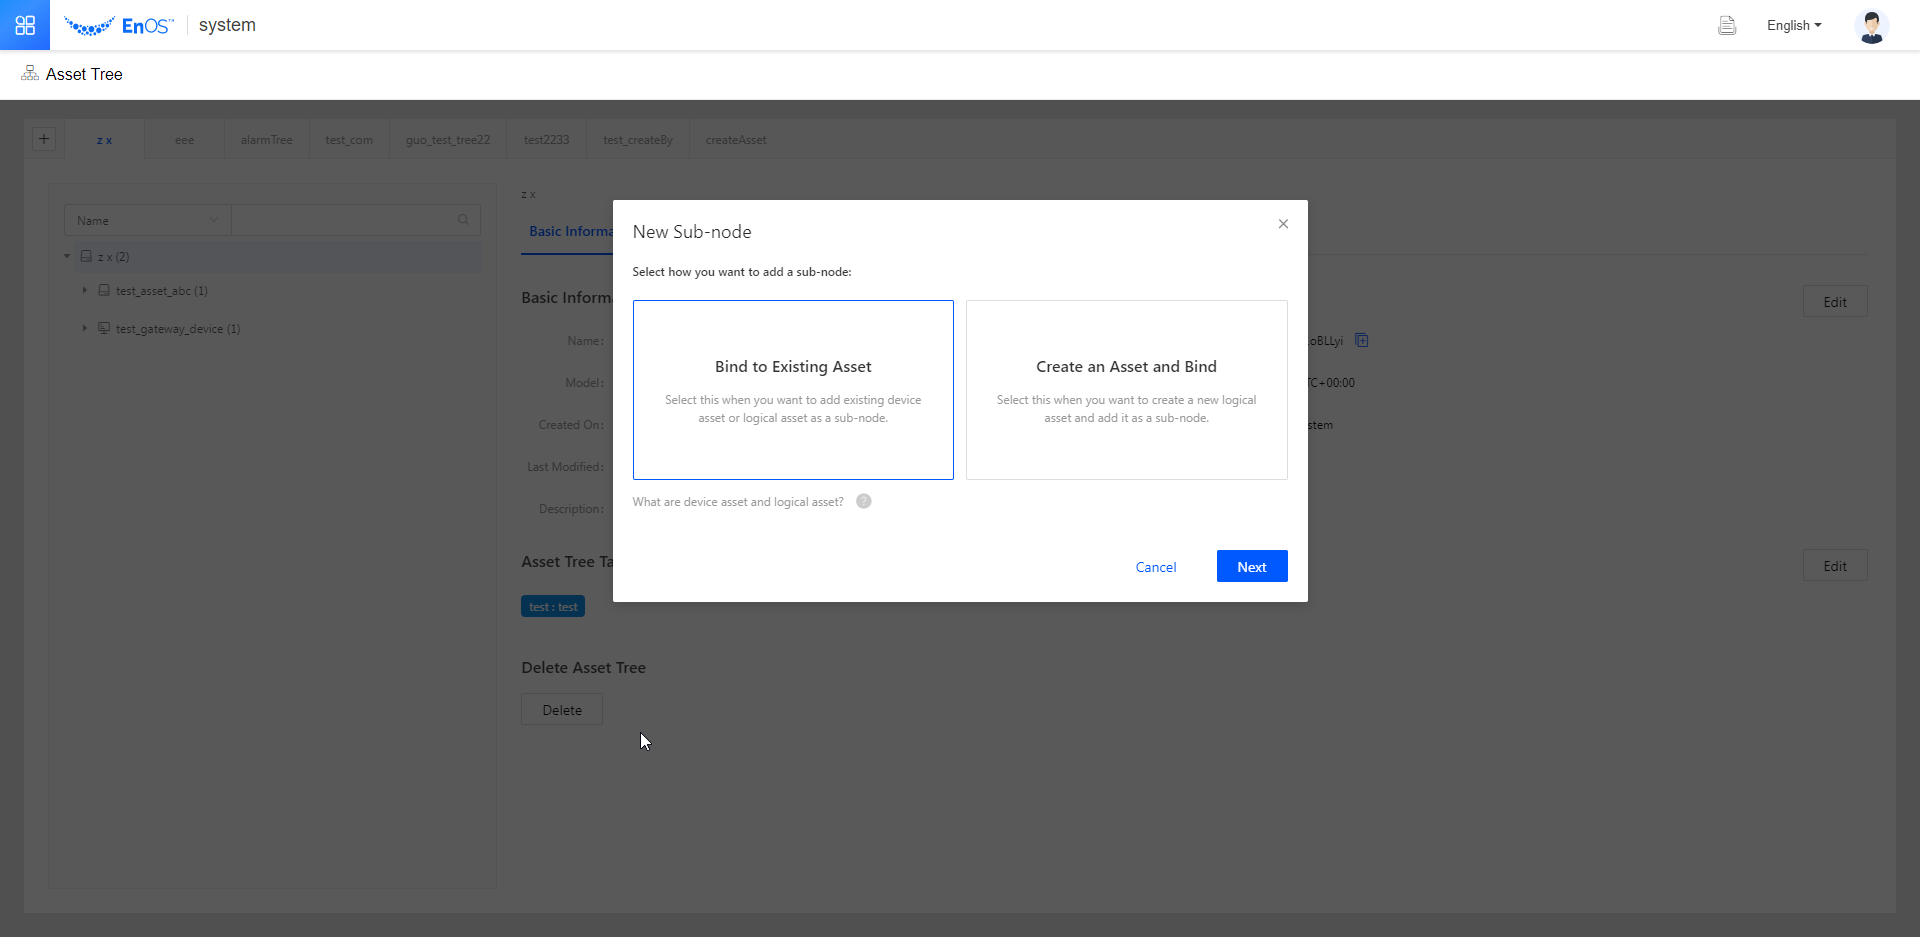 EnOS™ system
English
Asset Tree
+ z x eee alarmTree test_com guo_test_tree22 test2233 test_createBy createAsset
Name
z x (2)
test_asset_abc (1)
test_gateway_device (1)
z x
Basic Informa
Basic Informa
Edit
Name:
oBLLyi
Model:
TC+00:00
Created On:
stem
Last Modified:
Description:
Asset Tree Ta
Edit
test : test
Delete Asset Tree
Delete
New Sub-node
Select how you want to add a sub-node:
Bind to Existing Asset
Select this when you want to add existing device
asset or logical asset as a sub-node.
Create an Asset and Bind
Select this when you want to create a new logical
asset and add it as a sub-node.
What are device asset and logical asset? ?
Cancel
Next